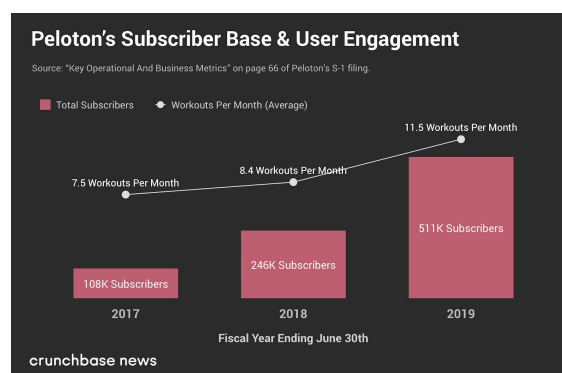 Peloton's Subscriber Base & User Engagement
Source: "Key Operational And Business Metrics" on page 66 of Peloton's S-1 filing.
Total Subscribers
Workouts Per Month (Average)
11.5 Workouts Per Month
8.4 Workouts Per Month
7.5 Workouts Per Month
511K Subscribers
246K Subscribers
108K Subscribers
2017
2018
2019
Fiscal Year Ending June 30th
crunchbase news